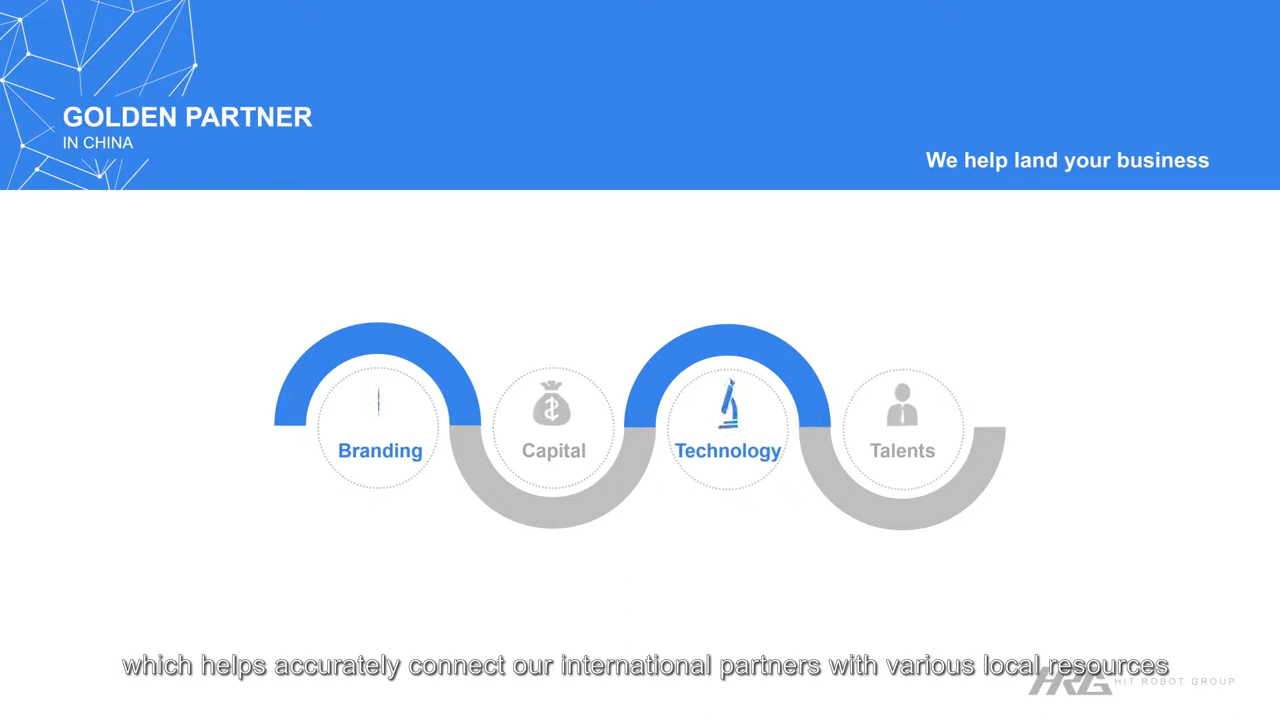 GOLDEN PARTNER
IN CHINA
We help land your business
Branding
Capital
Technology
Talents
which helps accurately connect our international partners with various local resources
HRG HIT ROBOT GROUP